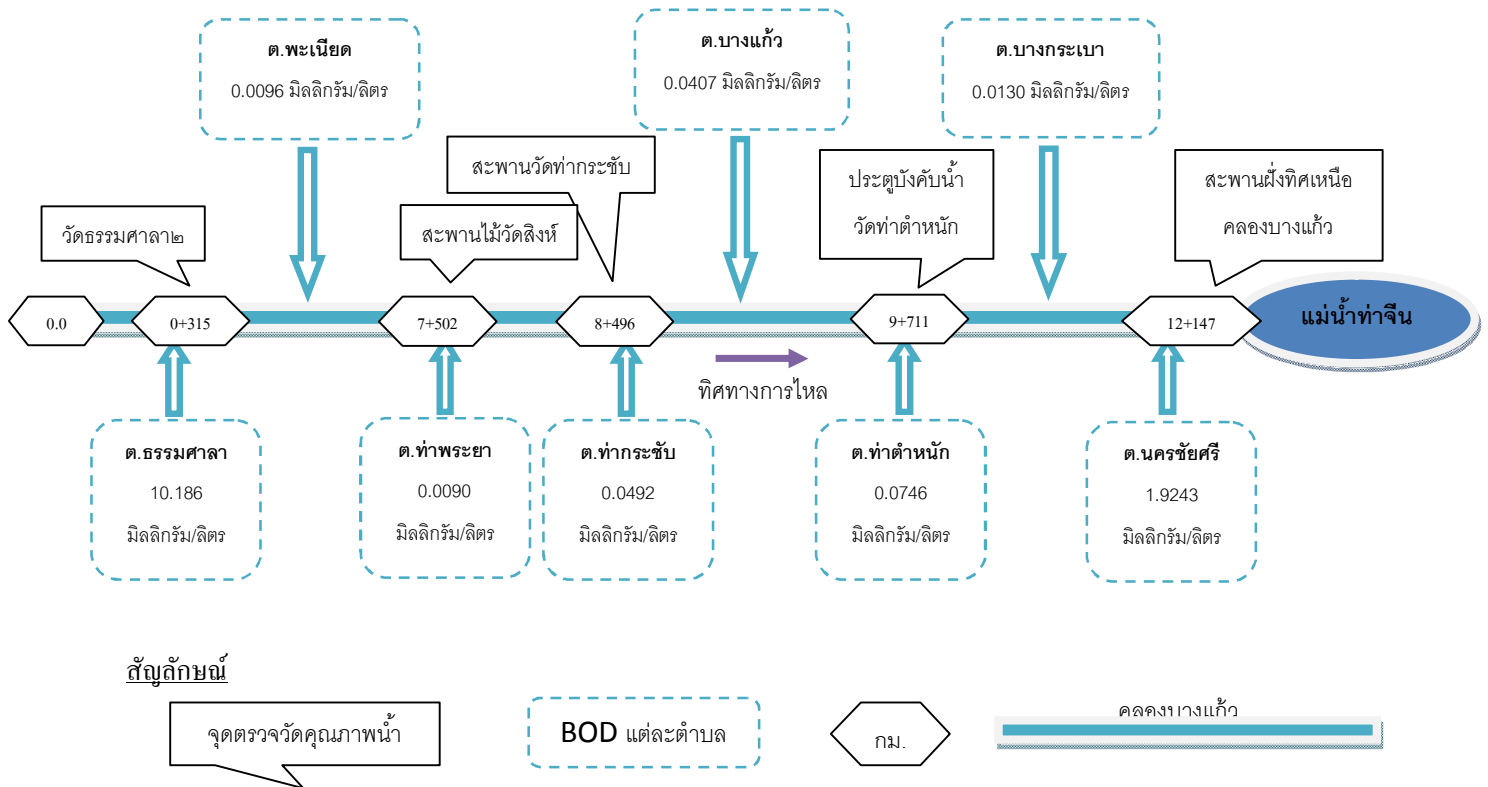 ต.พะเนียด
0.0096 มิลลิกรัม/ลิตร
ต.บางแก้ว
0.0407 มิลลิกรัม/ลิตร
ต.บางกระเบา
0.0130 มิลลิกรัม/ลิตร
วัดธรรมศาลา๒
สะพานไม้วัดสิงห์
สะพานวัดท่ากระชับ
ประตูบังคับน้ำ
วัดท่าตำหนัก
สะพานฝั่งทิศเหนือ
คลองบางแก้ว
0.0
0+315
7+502
8+496
9+711
12+147
แม่น้ำท่าจีน
ทิศทางการไหล
ต.ธรรมศาลา
10.186
มิลลิกรัม/ลิตร
ต.ท่าพระยา
0.0090
มิลลิกรัม/ลิตร
ต.ท่ากระชับ
0.0492
มิลลิกรัม/ลิตร
ต.ท่าตำหนัก
0.0746
มิลลิกรัม/ลิตร
ต.นครชัยศรี
1.9243
มิลลิกรัม/ลิตร
สัญลักษณ์
จุดตรวจวัดคุณภาพน้ำ
BOD แต่ละตำบล
กม.
คลองบางแก้ว